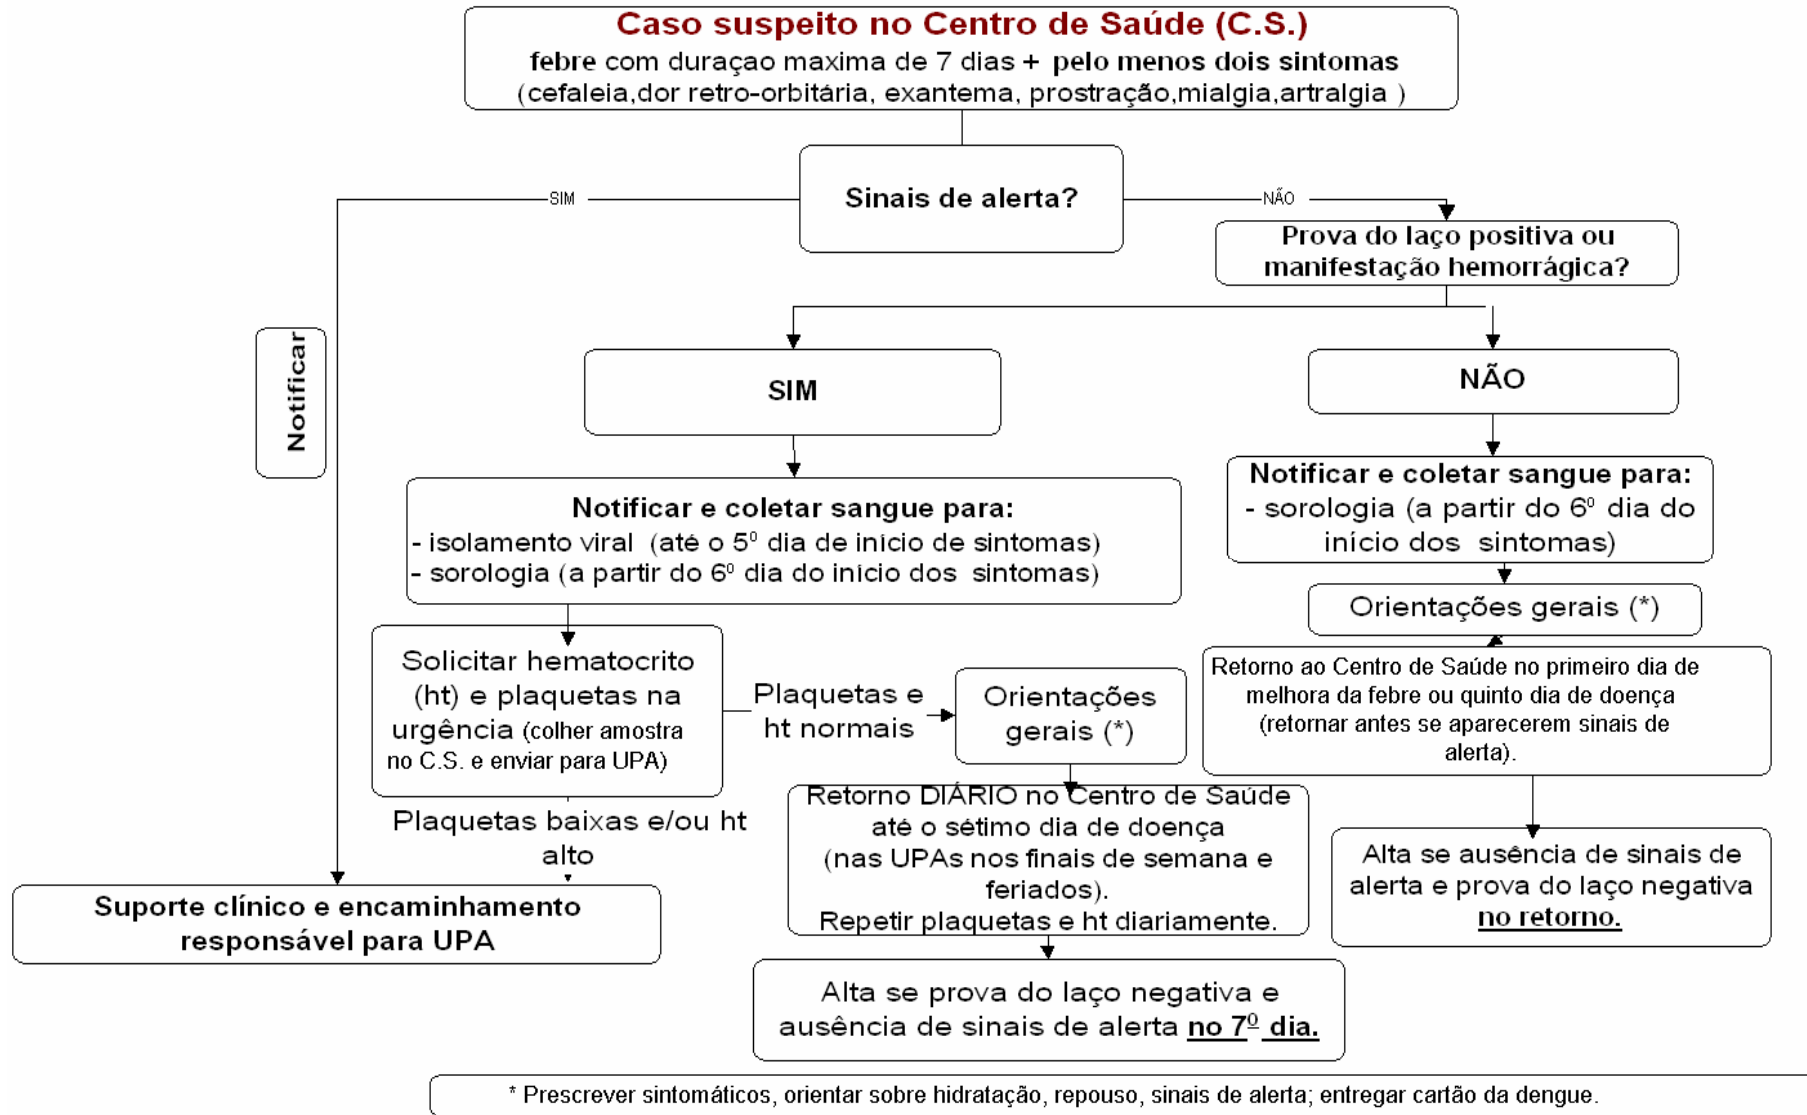 Caso suspeito no Centro de Saúde (C.S.)
febre com duraçao maxima de 7 dias + pelo menos dois sintomas
(cefaleia,dor retro-orbitária, exantema, prostração,mialgia,artralgia )
Sinais de alerta?
SIM
NÃO
Prova do laço positiva ou
manifestação hemorrágica?
Notificar
SIM
NÃO
Notificar e coletar sangue para:
- isolamento viral (até o 5º dia de início de sintomas)
- sorologia (a partir do 6º dia do início dos sintomas)
Notificar e coletar sangue para:
- sorologia (a partir do 6º dia do
início dos sintomas)
Orientações gerais (*)
Solicitar hematocrito
(ht) e plaquetas na
urgência (colher amostra
no C.S. e enviar para UPA)
Plaquetas e
ht normais
Orientações
gerais (*)
Retorno ao Centro de Saúde no primeiro dia de
melhora da febre ou quinto dia de doença
(retornar antes se aparecerem sinais de
alerta).
Plaquetas baixas e/ou ht
alto
Retorno DIÁRIO no Centro de Saúde
até o sétimo dia de doença
(nas UPAs nos finais de semana e
feriados).
Repetir plaquetas e ht diariamente.
Alta se ausência de sinais de
alerta e prova do laço negativa
no retorno.
Suporte clínico e encaminhamento
responsável para UPA
Alta se prova do laço negativa e
ausência de sinais de alerta no 7º dia.
* Prescrever sintomáticos, orientar sobre hidratação, repouso, sinais de alerta; entregar cartão da dengue.